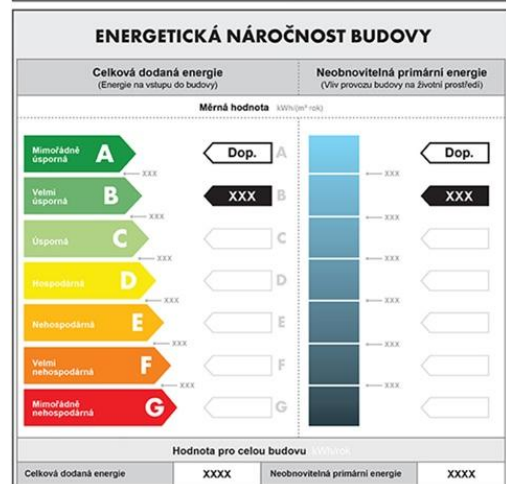 ENERGETICKÁ NÁROČNOST BUDOVY
Celková dodaná energie
(Energie na vstupu do budovy)
Neobnovitelná primární energie
(Vliv provozu budovy na životní prostředí)
Měrná hodnota kWh/(m² rok)
Mimořádně
úsporná
A
Dop.
A
Dop.
XXX
XXX
Velmi
úsporná
B
XXX
B
XXX
XXX
XXX
Úsporná
C
C
XXX
XXX
Hospodárná
D
D
XXX
XXX
Nehospodárná
E
E
XXX
XXX
Velmi
nehospodárná
F
F
XXX
XXX
Mimořádně
nehospodárná
G
G
Hodnota pro celou budovu kWh/rok
Celková dodaná energie
XXXX
Neobnovitelná primární energie
XXXX